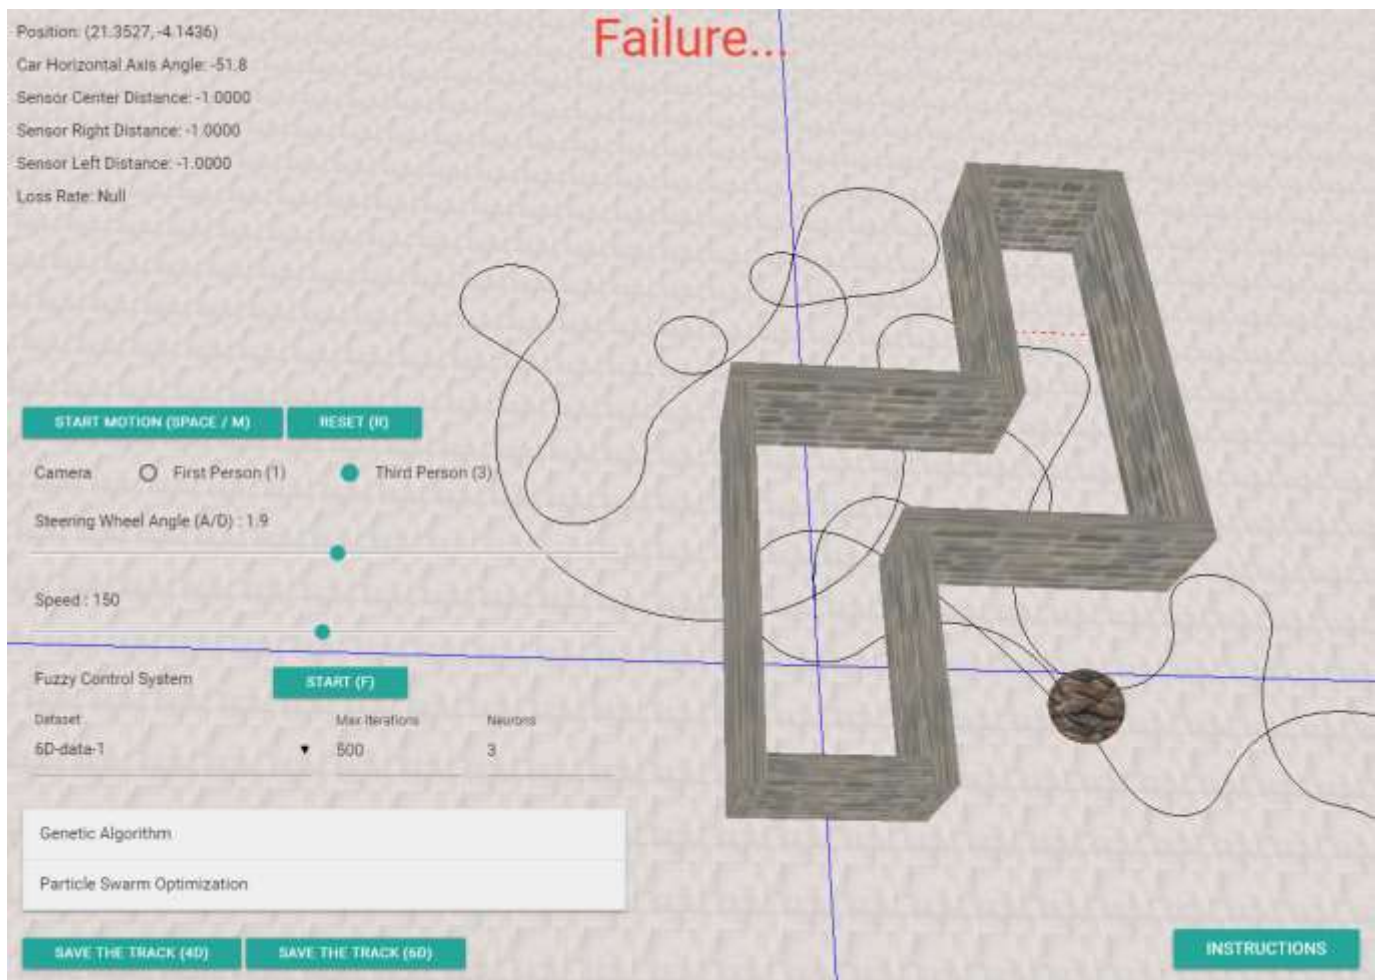 Failure...
Position: (21.3527, -4.1436)
Car Horizontal Axis Angle: -51.8
Sensor Center Distance: -1.0000
Sensor Right Distance: -1.0000
Sensor Left Distance: -1.0000
Loss Rate: Null
START MOTION (SPACE / M) RESET (R)
Camera First Person (1) Third Person (3)
Steering Wheel Angle (A/D) : 1.9
Speed : 150
Fuzzy Control System START (F)
Dataset Max Iterations Neurons
6D-data-1 500 3
Genetic Algorithm
Particle Swarm Optimization
SAVE THE TRACK (4D) SAVE THE TRACK (6D) INSTRUCTIONS